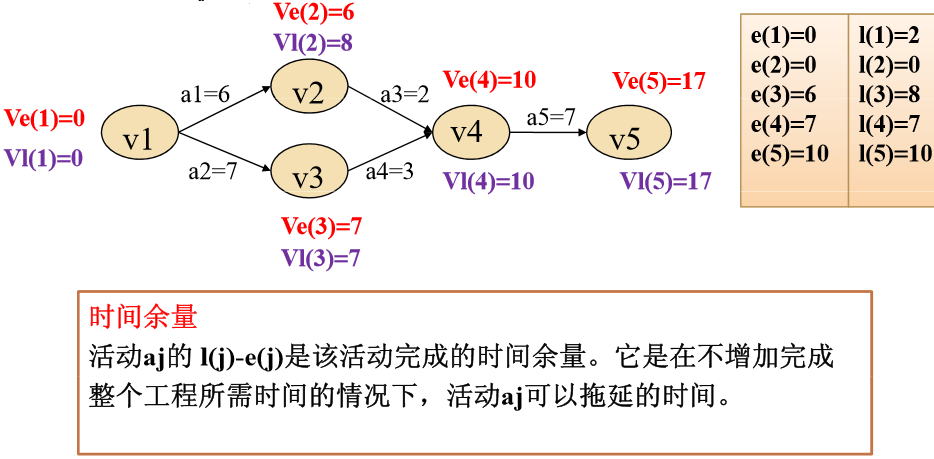 Ve(2)=6
Vl(2)=8
a1=6
v2
a3=2
Ve(4)=10
Ve(5)=17
Ve(1)=0
Vl(1)=0
v1
v4
a5=7
v5
a2=7
v3
a4=3
Vl(4)=10
Vl(5)=17
Ve(3)=7
Vl(3)=7
e(1)=0 l(1)=2
e(2)=0 l(2)=0
e(3)=6 l(3)=8
e(4)=7 l(4)=7
e(5)=10 l(5)=10
时间余量
活动aj的 l(j)-e(j)是该活动完成的时间余量。它是在不增加完成
整个工程所需时间的情况下，活动aj可以拖延的时间。